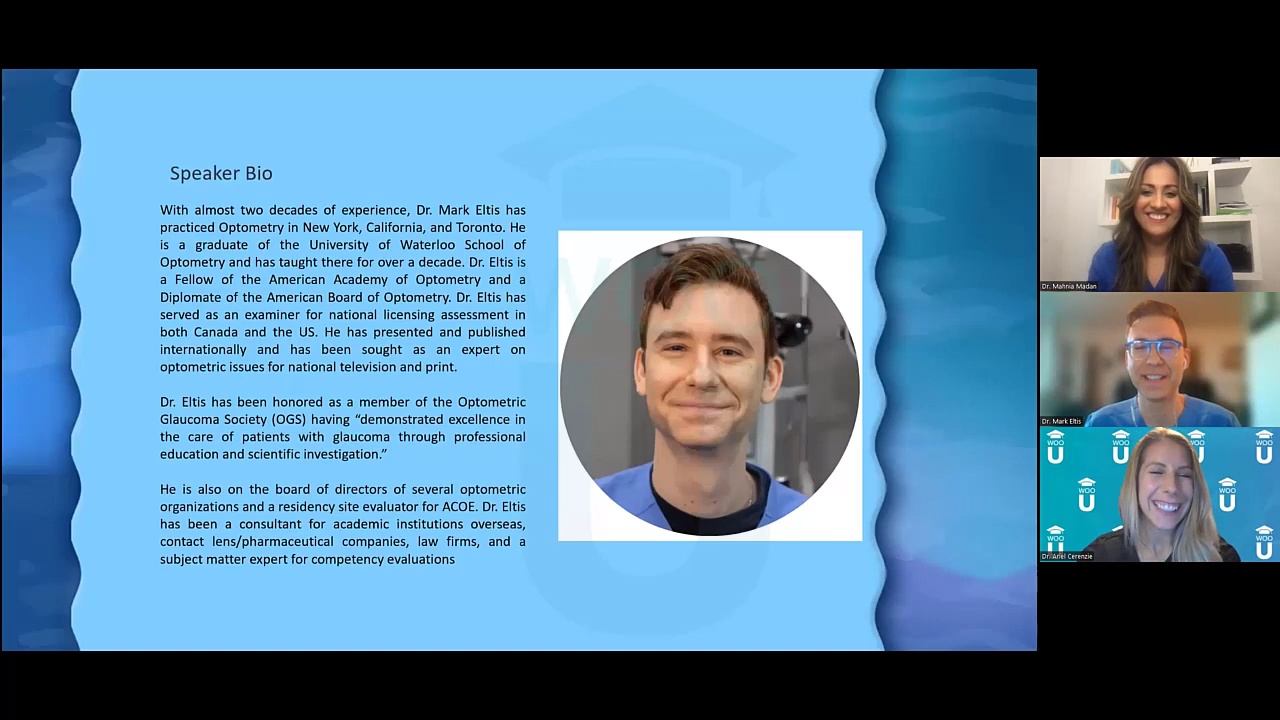 Speaker Bio
With almost two decades of experience, Dr. Mark Eltis has
practiced Optometry in New York, California, and Toronto. He
is a graduate of the University of Waterloo School of
Optometry and has taught there for over a decade. Dr. Eltis is
a Fellow of the American Academy of Optometry and a
Diplomate of the American Board of Optometry. Dr. Eltis has
served as an examiner for national licensing assessment in
both Canada and the US. He has presented and published
internationally and has been sought as an expert on
optometric issues for national television and print.
Dr. Eltis has been honored as a member of the Optometric
Glaucoma Society (OGS) having “demonstrated excellence in
the care of patients with glaucoma through professional
education and scientific investigation.”
He is also on the board of directors of several optometric
organizations and a residency site evaluator for ACOE. Dr. Eltis
has been a consultant for academic institutions overseas,
contact lens/pharmaceutical companies, law firms, and a
subject matter expert for competency evaluations
Dr. Mahnia Madan
Dr. Mark Eltis
WOO U
WOO U
WOO U
WOO U
WOO U
WOO U
WOO U
WOO U
Dr. Ariel Cerenzie